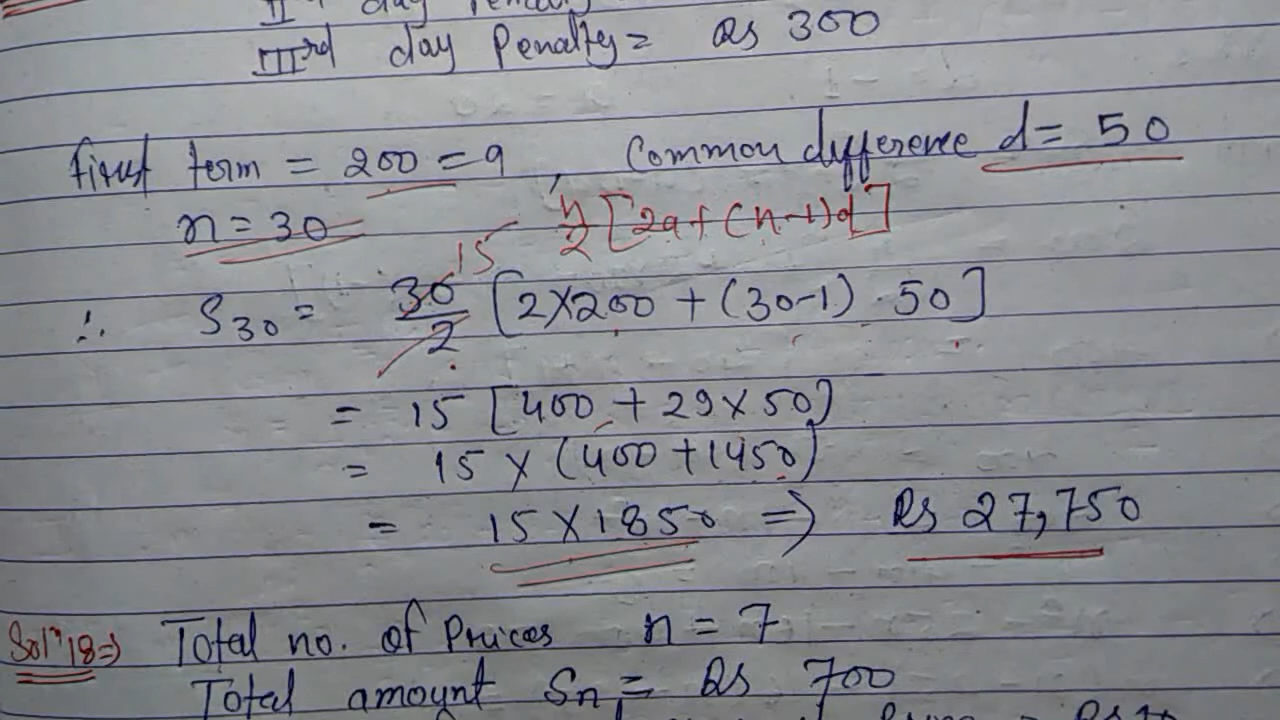 II day
IIIrd day Penalty = Rs 300
First term = 200 = a, Common difference d = 50
n = 30
n/2 [2a + (n-1)d]
15
∴ S30 = 30/2 [2×200 + (30-1) . 50]
= 15 [400 + 29×50]
= 15 × (400 + 1450)
= 15×1850 ⇒ Rs 27,750
Sol^n 18 ⇒ Total no. of Prices n = 7
Total amount Sn = Rs 700